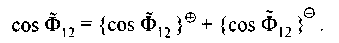 cos Φ̃₁₂ = {cos Φ̃₁₂}^⊕ + {cos Φ̃₁₂}^⊖ .